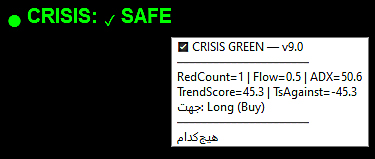 ● CRISIS: ✓ SAFE
☑ CRISIS GREEN — v9.0
RedCount=1 | Flow=0.5 | ADX=50.6
TrendScore=45.3 | TsAgainst=-45.3
جهت: Long (Buy)
هیچ‌کدام